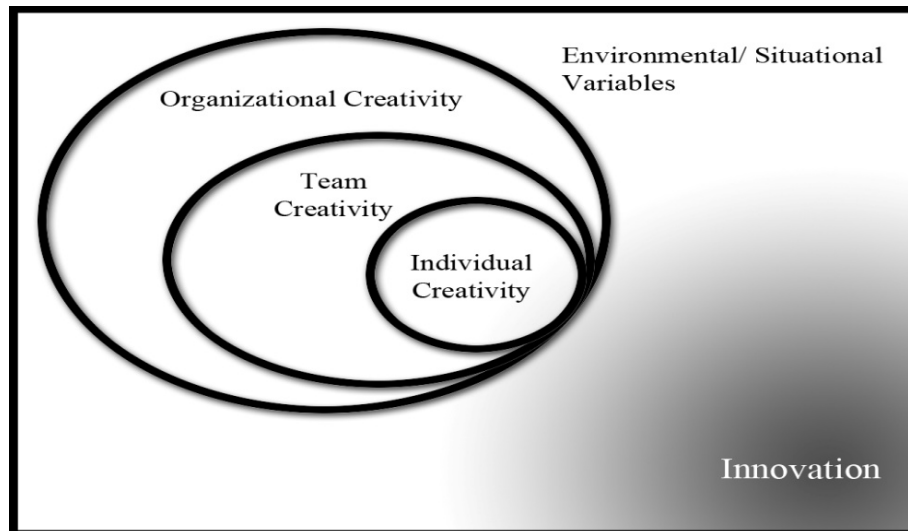 Environmental/ Situational
Variables
Organizational Creativity
Team
Creativity
Individual
Creativity
Innovation